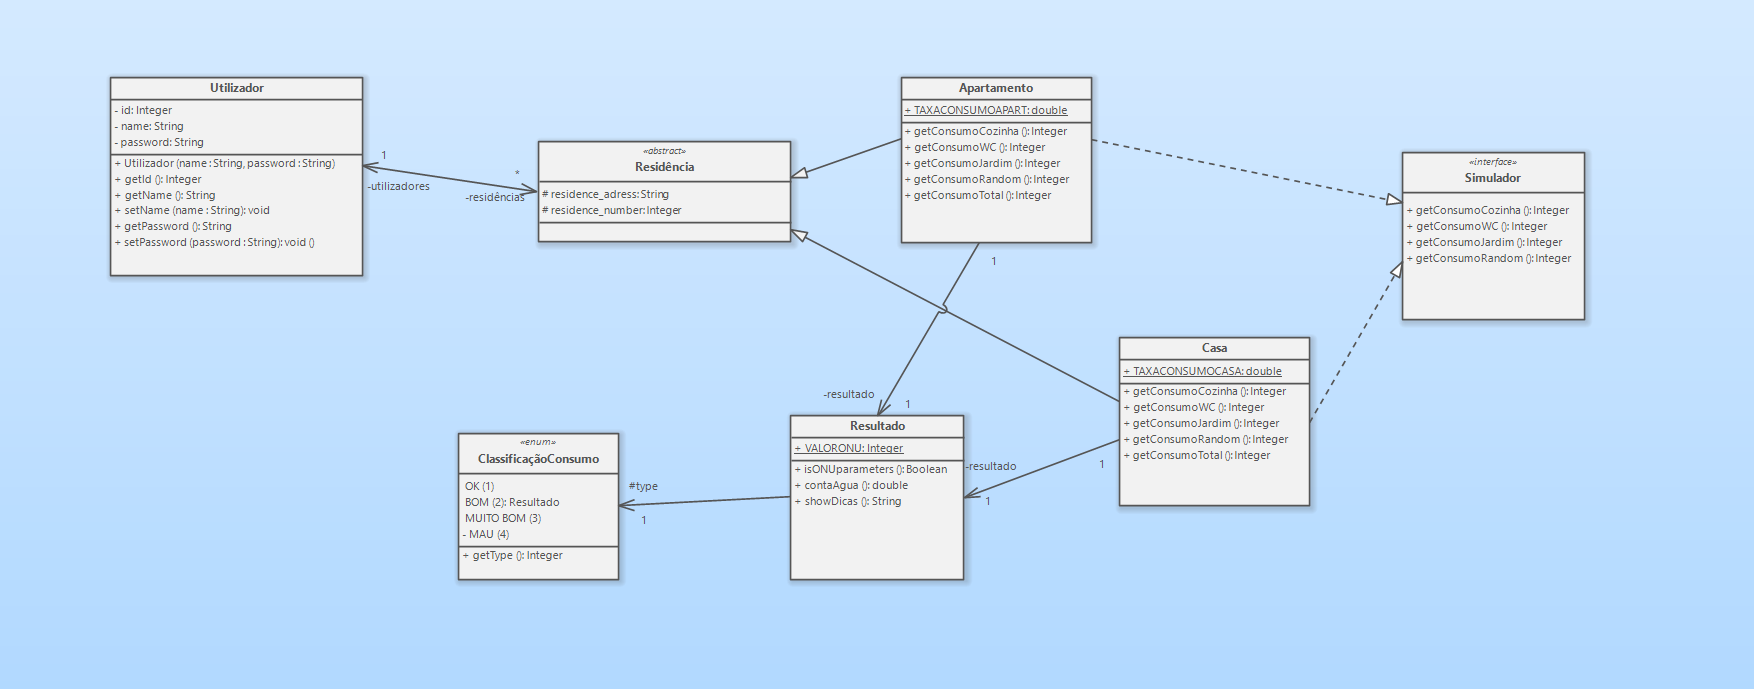 Utilizador
- id: Integer
- name: String
- password: String
+ Utilizador (name : String, password : String)
+ getId (): Integer
+ getName (): String
+ setName (name : String): void
+ getPassword (): String
+ setPassword (password : String): void ()
1
-utilizadores
*
-residências
«abstract»
Residência
# residence_adress: String
# residence_number: Integer
Apartamento
+ TAXACONSUMOAPART: double
+ getConsumoCozinha (): Integer
+ getConsumoWC (): Integer
+ getConsumoJardim (): Integer
+ getConsumoRandom (): Integer
+ getConsumoTotal (): Integer
1
«interface»
Simulador
+ getConsumoCozinha (): Integer
+ getConsumoWC (): Integer
+ getConsumoJardim (): Integer
+ getConsumoRandom (): Integer
Casa
+ TAXACONSUMOCASA: double
+ getConsumoCozinha (): Integer
+ getConsumoWC (): Integer
+ getConsumoJardim (): Integer
+ getConsumoRandom (): Integer
+ getConsumoTotal (): Integer
1
-resultado
1
-resultado
1
Resultado
+ VALORONU: Integer
+ isONUparameters (): Boolean
+ contaAgua (): double
+ showDicas (): String
#type
1
«enum»
ClassificaçãoConsumo
OK (1)
BOM (2): Resultado
MUITO BOM (3)
- MAU (4)
+ getType (): Integer